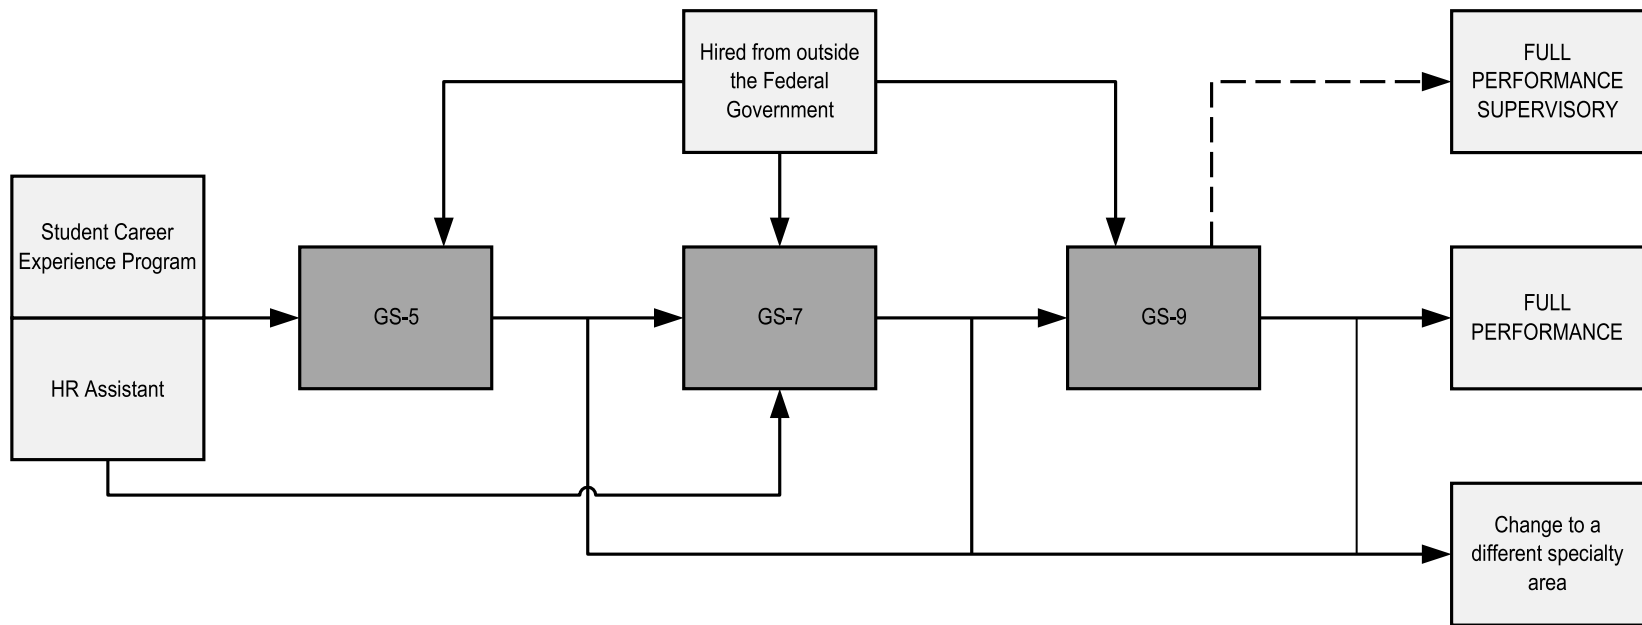 Hired from outside
the Federal
Government
FULL
PERFORMANCE
SUPERVISORY
Student Career
Experience Program
HR Assistant
GS-5
GS-7
GS-9
FULL
PERFORMANCE
Change to a
different specialty
area